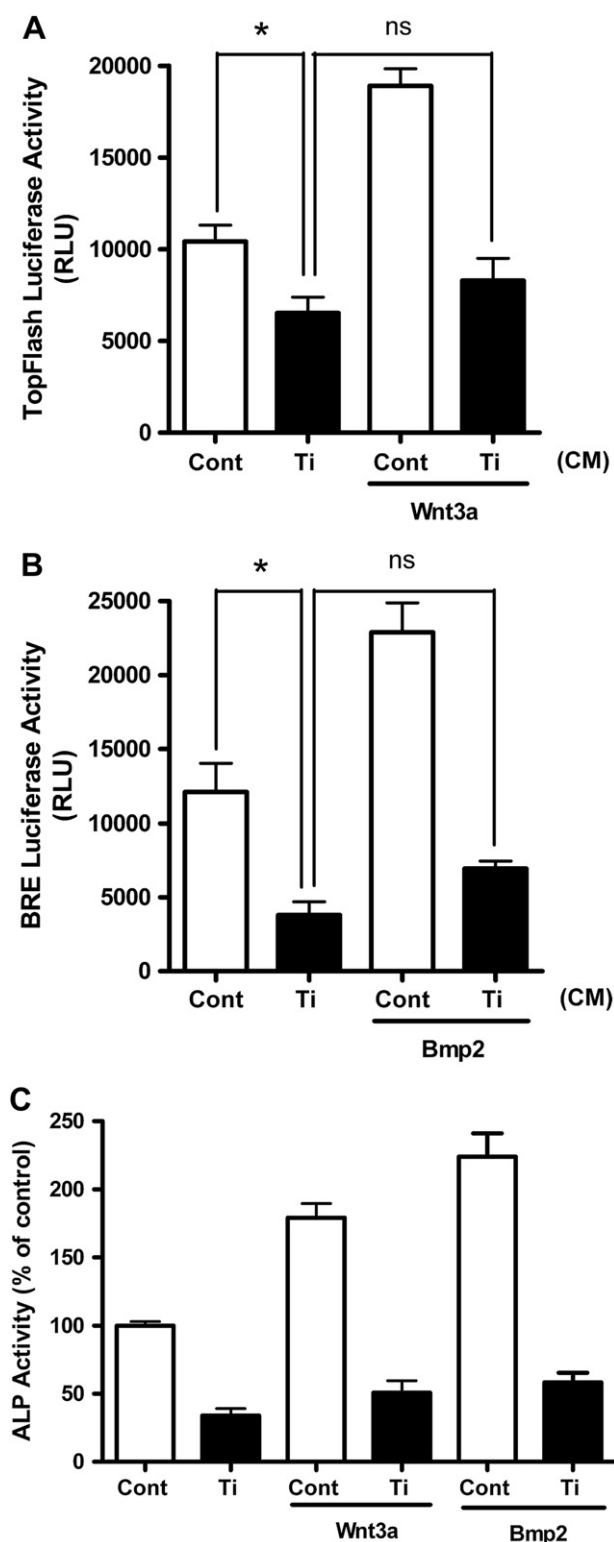 A
* ns
TopFlash Luciferase Activity
(RLU)
20000
15000
10000
5000
0
Cont Ti Cont Ti (CM)
Wnt3a
B
* ns
BRE Luciferase Activity
(RLU)
25000
20000
15000
10000
5000
0
Cont Ti Cont Ti (CM)
Bmp2
C
ALP Activity (% of control)
250
200
150
100
50
0
Cont Ti Cont Ti Cont Ti
Wnt3a Bmp2